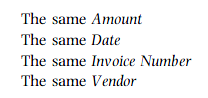 The same Amount
The same Date
The same Invoice Number
The same Vendor